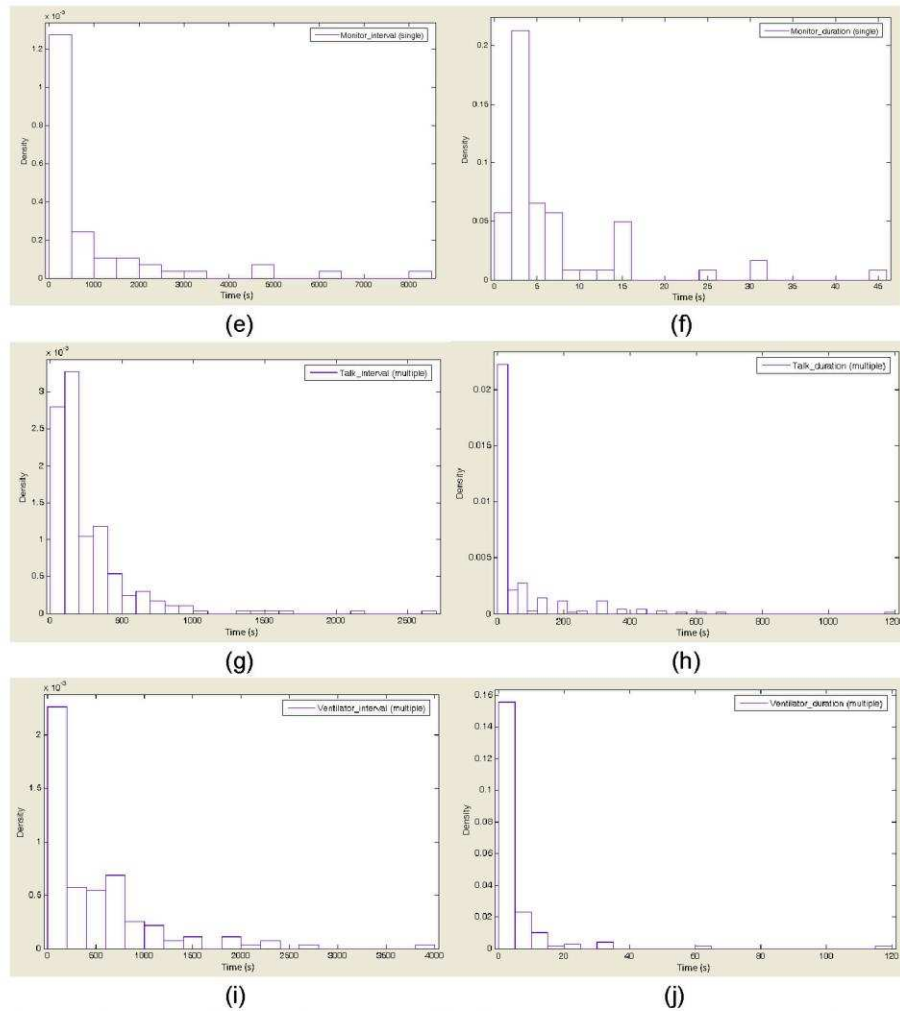 × 10⁻³
Monitor_interval (single)
1.2
1
0.8
0.6
0.4
0.2
0
Density
0 1000 2000 3000 4000 5000 6000 7000 8000
Time (s)
(e)
Monitor_duration (single)
0.2
0.15
0.1
0.05
0
Density
0 5 10 15 20 25 30 35 40 45
Time (s)
(f)
× 10⁻³
Talk_interval (multiple)
3
2.5
2
1.5
1
0.5
0
Density
0 500 1000 1500 2000 2500
Time (s)
(g)
Talk_duration (multiple)
0.02
0.015
0.01
0.005
0
Density
0 200 400 600 800 1000 1200
Time (s)
(h)
× 10⁻³
Ventilator_interval (multiple)
2
1.5
1
0.5
0
Density
0 500 1000 1500 2000 2500 3000 3500 4000
Time (s)
(i)
Ventilator_duration (multiple)
0.16
0.14
0.12
0.1
0.08
0.06
0.04
0.02
0
Density
0 20 40 60 80 100 120
Time (s)
(j)